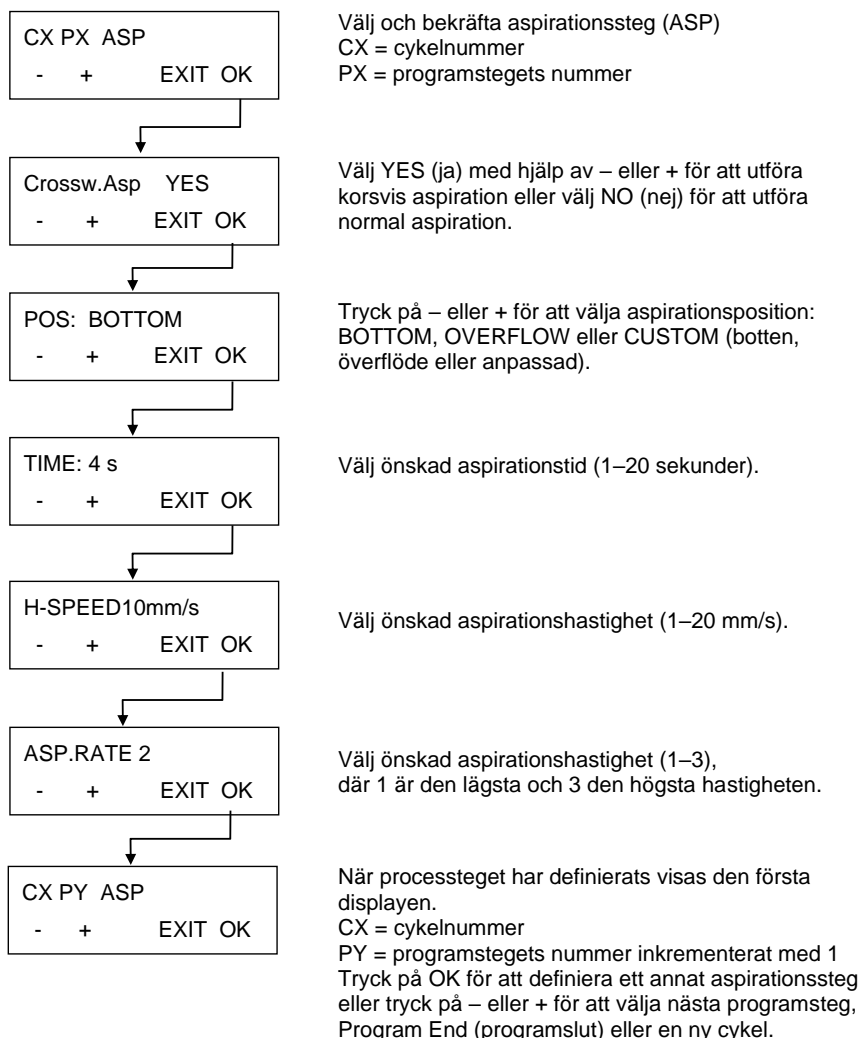 CX PX ASP
- + EXIT OK
Välj och bekräfta aspirationssteg (ASP)
CX = cykelnummer
PX = programstegets nummer
Crossw.Asp YES
- + EXIT OK
Välj YES (ja) med hjälp av – eller + för att utföra
korsvis aspiration eller välj NO (nej) för att utföra
normal aspiration.
POS: BOTTOM
- + EXIT OK
Tryck på – eller + för att välja aspirationsposition:
BOTTOM, OVERFLOW eller CUSTOM (botten,
överflöde eller anpassad).
TIME: 4 s
- + EXIT OK
Välj önskad aspirationstid (1–20 sekunder).
H-SPEED10mm/s
- + EXIT OK
Välj önskad aspirationshastighet (1–20 mm/s).
ASP.RATE 2
- + EXIT OK
Välj önskad aspirationshastighet (1–3),
där 1 är den lägsta och 3 den högsta hastigheten.
CX PY ASP
- + EXIT OK
När processteget har definierats visas den första
displayen.
CX = cykelnummer
PY = programstegets nummer inkrementerat med 1
Tryck på OK för att definiera ett annat aspirationssteg
eller tryck på – eller + för att välja nästa programsteg,
Program End (programslut) eller en ny cykel.